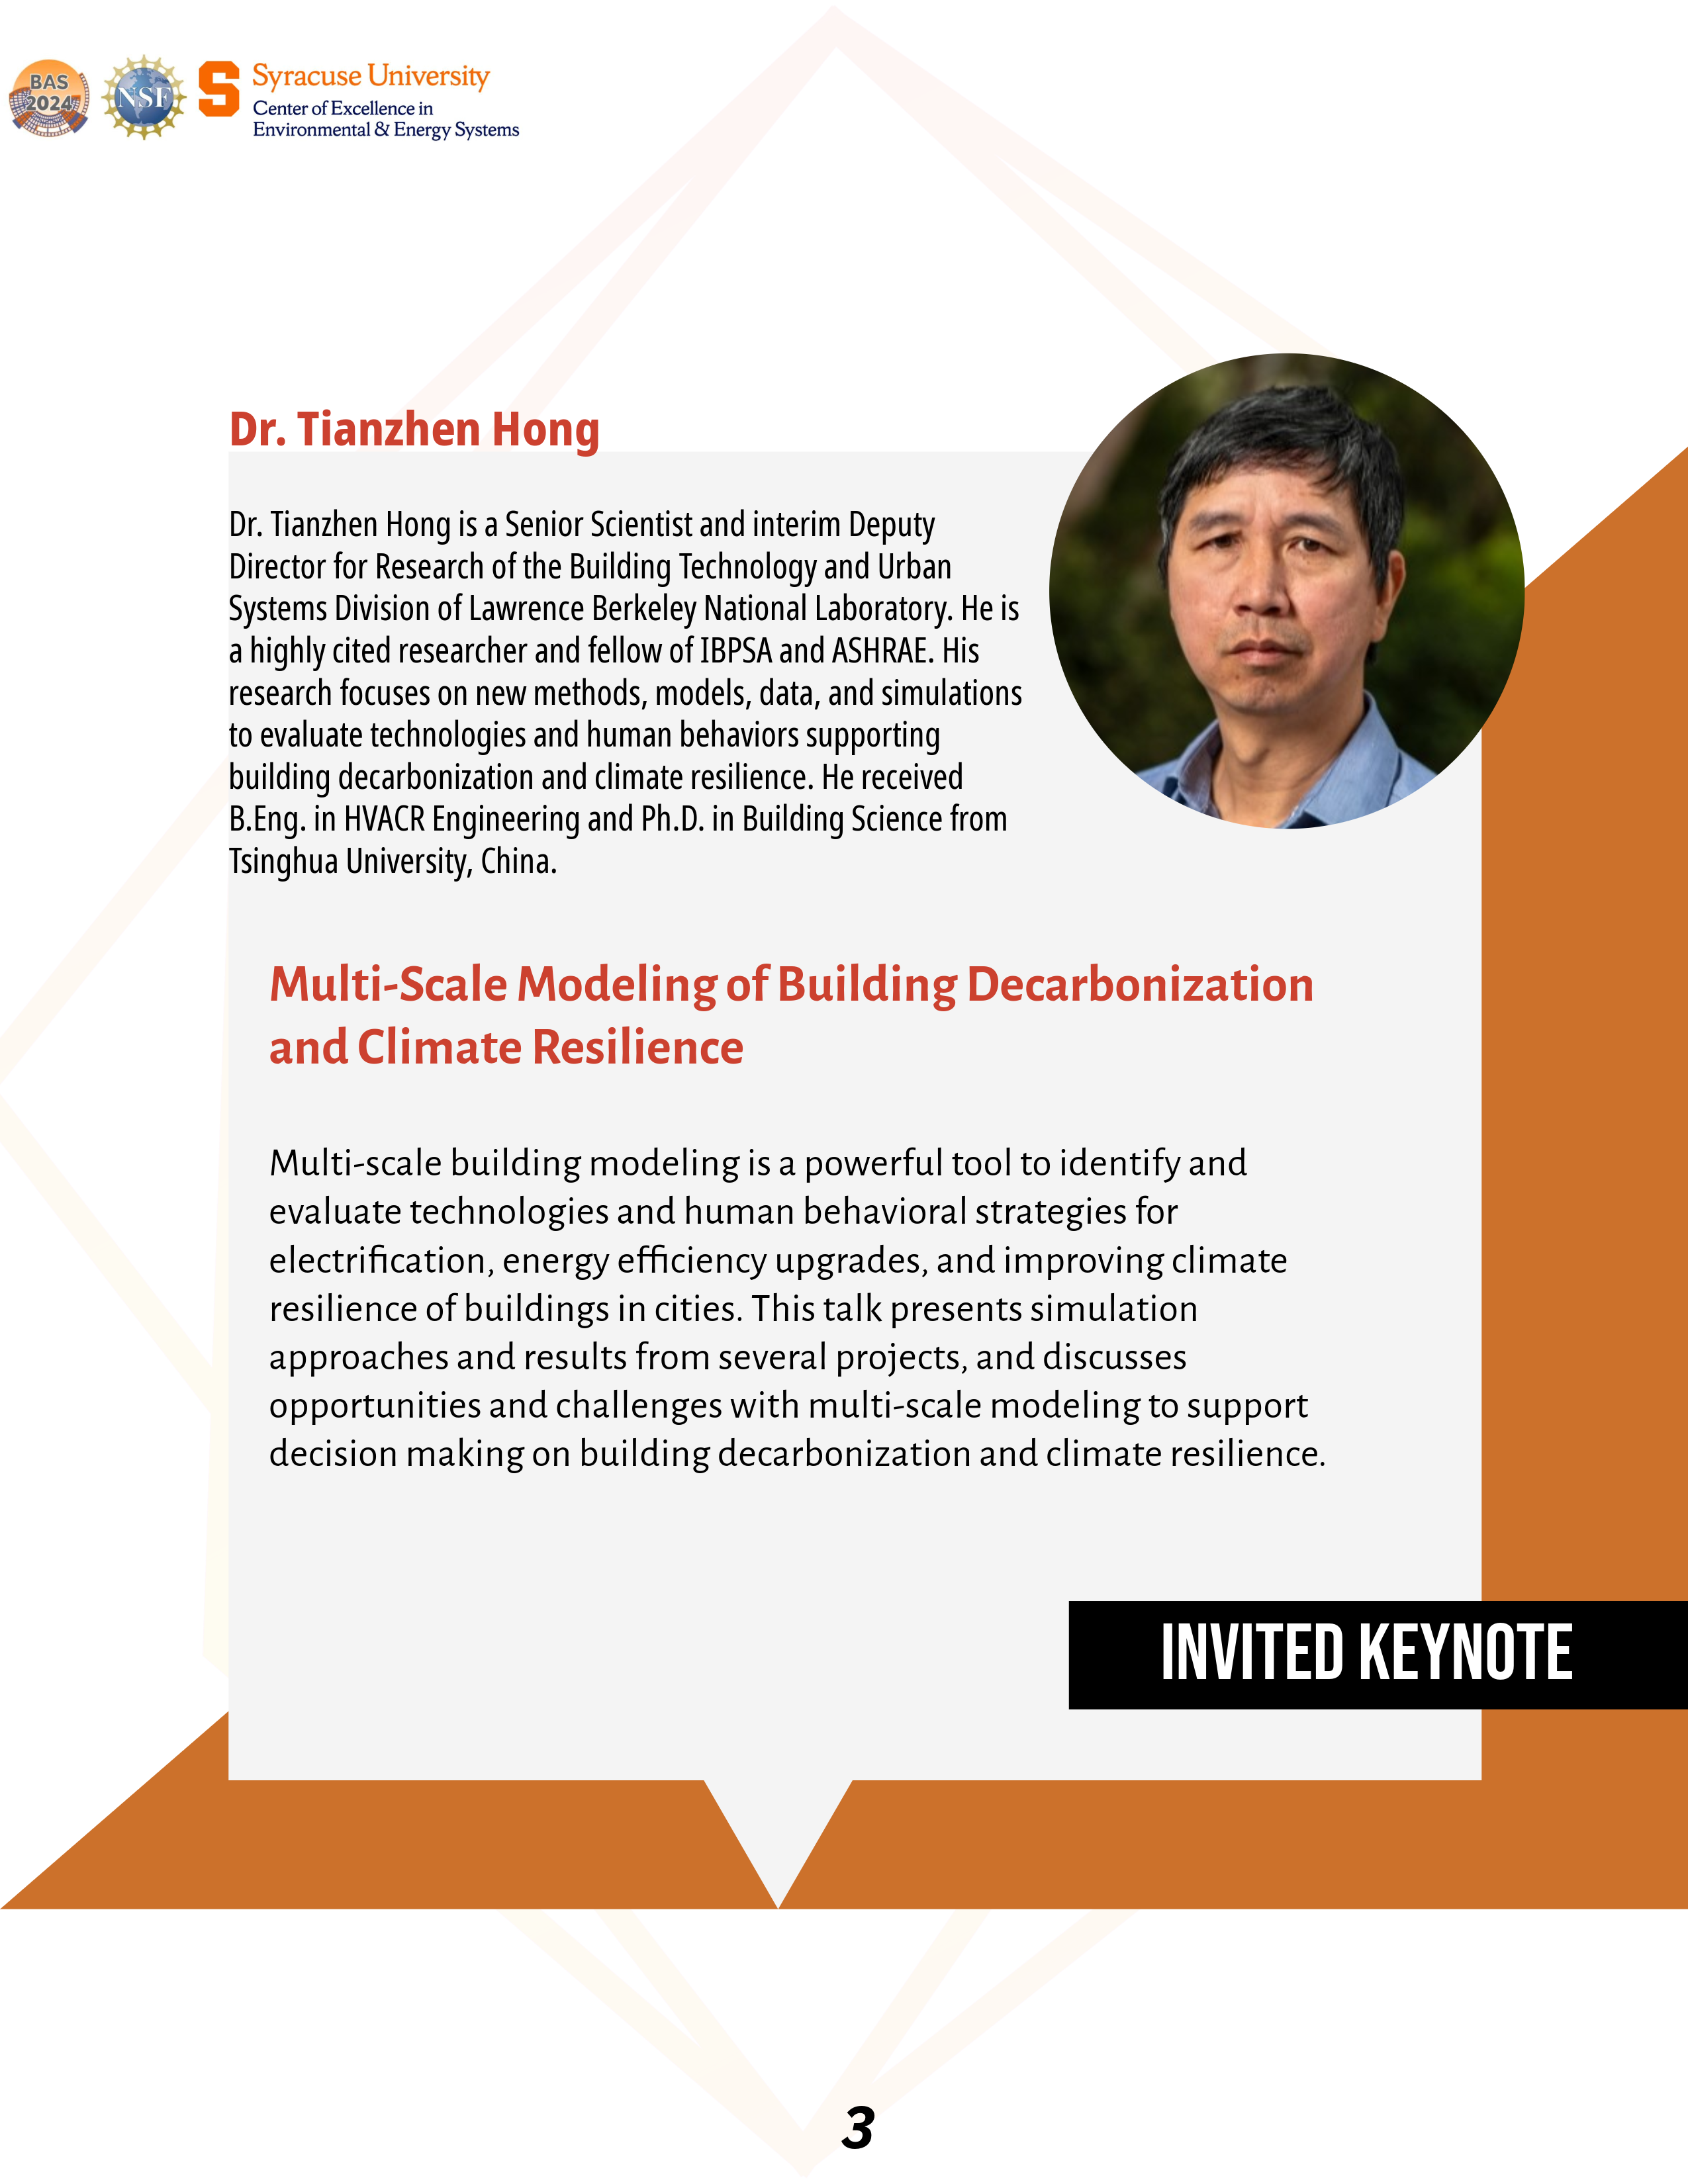 BAS
2024
NSF
S
Syracuse University
Center of Excellence in
Environmental & Energy Systems
Dr. Tianzhen Hong
Dr. Tianzhen Hong is a Senior Scientist and interim Deputy
Director for Research of the Building Technology and Urban
Systems Division of Lawrence Berkeley National Laboratory. He is
a highly cited researcher and fellow of IBPSA and ASHRAE. His
research focuses on new methods, models, data, and simulations
to evaluate technologies and human behaviors supporting
building decarbonization and climate resilience. He received
B.Eng. in HVACR Engineering and Ph.D. in Building Science from
Tsinghua University, China.
Multi-Scale Modeling of Building Decarbonization
and Climate Resilience
Multi-scale building modeling is a powerful tool to identify and
evaluate technologies and human behavioral strategies for
electrification, energy efficiency upgrades, and improving climate
resilience of buildings in cities. This talk presents simulation
approaches and results from several projects, and discusses
opportunities and challenges with multi-scale modeling to support
decision making on building decarbonization and climate resilience.
INVITED KEYNOTE
3